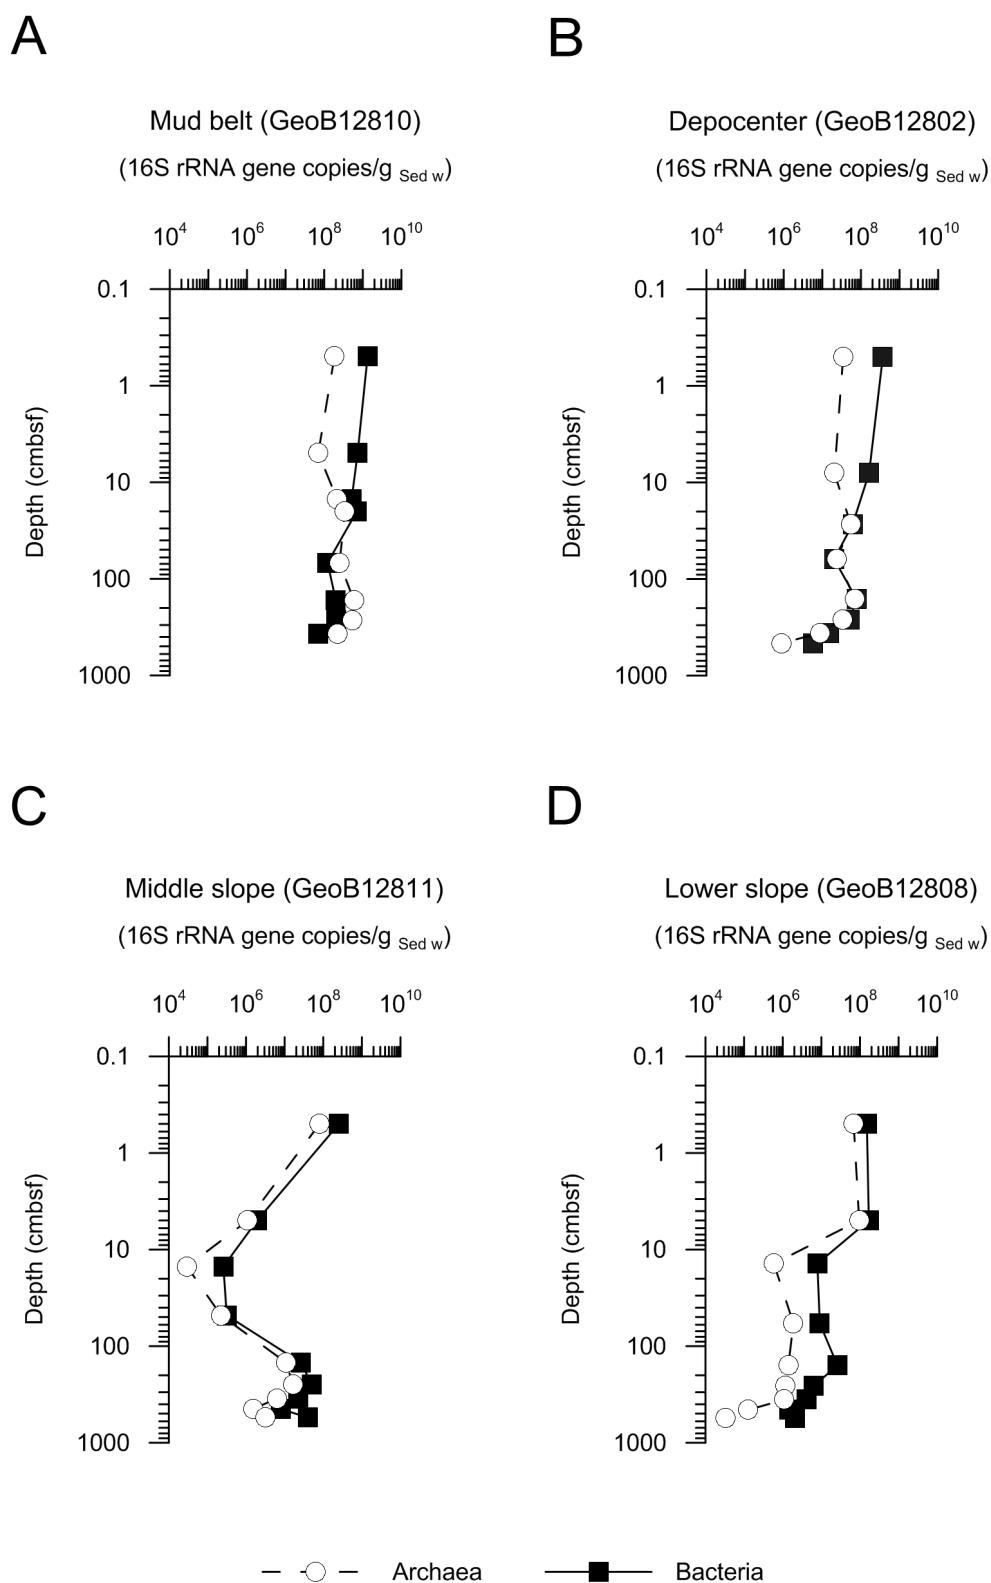 A
Mud belt (GeoB12810)
(16S rRNA gene copies/g Sed w)
10^4 10^6 10^8 10^10
0.1
1
10
100
1000
Depth (cmbsf)
B
Depocenter (GeoB12802)
(16S rRNA gene copies/g Sed w)
10^4 10^6 10^8 10^10
0.1
1
10
100
1000
Depth (cmbsf)
C
Middle slope (GeoB12811)
(16S rRNA gene copies/g Sed w)
10^4 10^6 10^8 10^10
0.1
1
10
100
1000
Depth (cmbsf)
D
Lower slope (GeoB12808)
(16S rRNA gene copies/g Sed w)
10^4 10^6 10^8 10^10
0.1
1
10
100
1000
Depth (cmbsf)
Archaea Bacteria